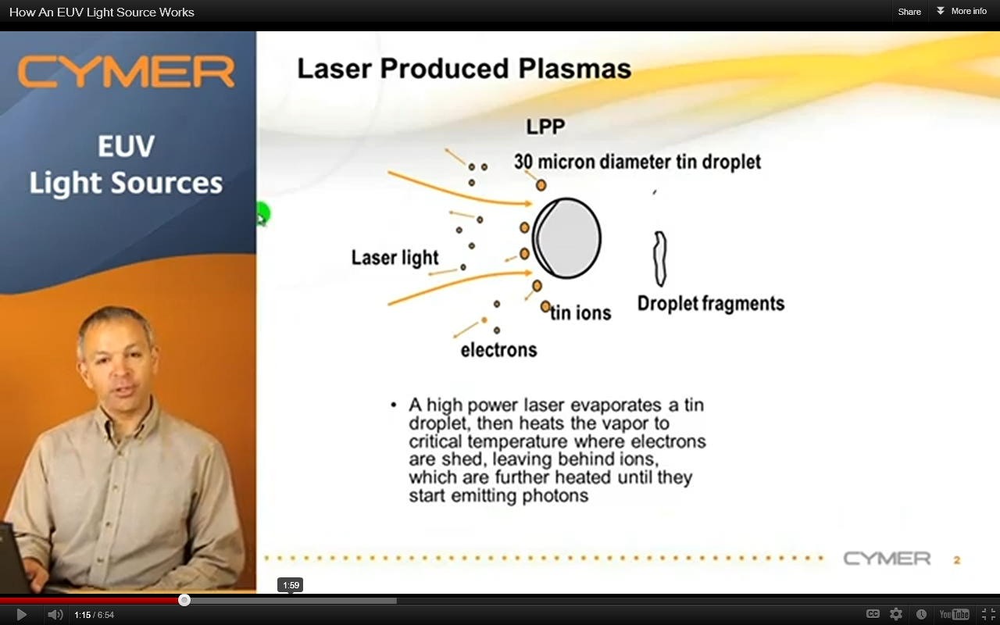 How An EUV Light Source Works
Share
More info
CYMER
EUV
Light Sources
Laser Produced Plasmas
LPP
30 micron diameter tin droplet
Laser light
tin ions
Droplet fragments
electrons
• A high power laser evaporates a tin
droplet, then heats the vapor to
critical temperature where electrons
are shed, leaving behind ions,
which are further heated until they
start emitting photons
CYMER 2
1:59
1:15 / 6:54
CC
YouTube